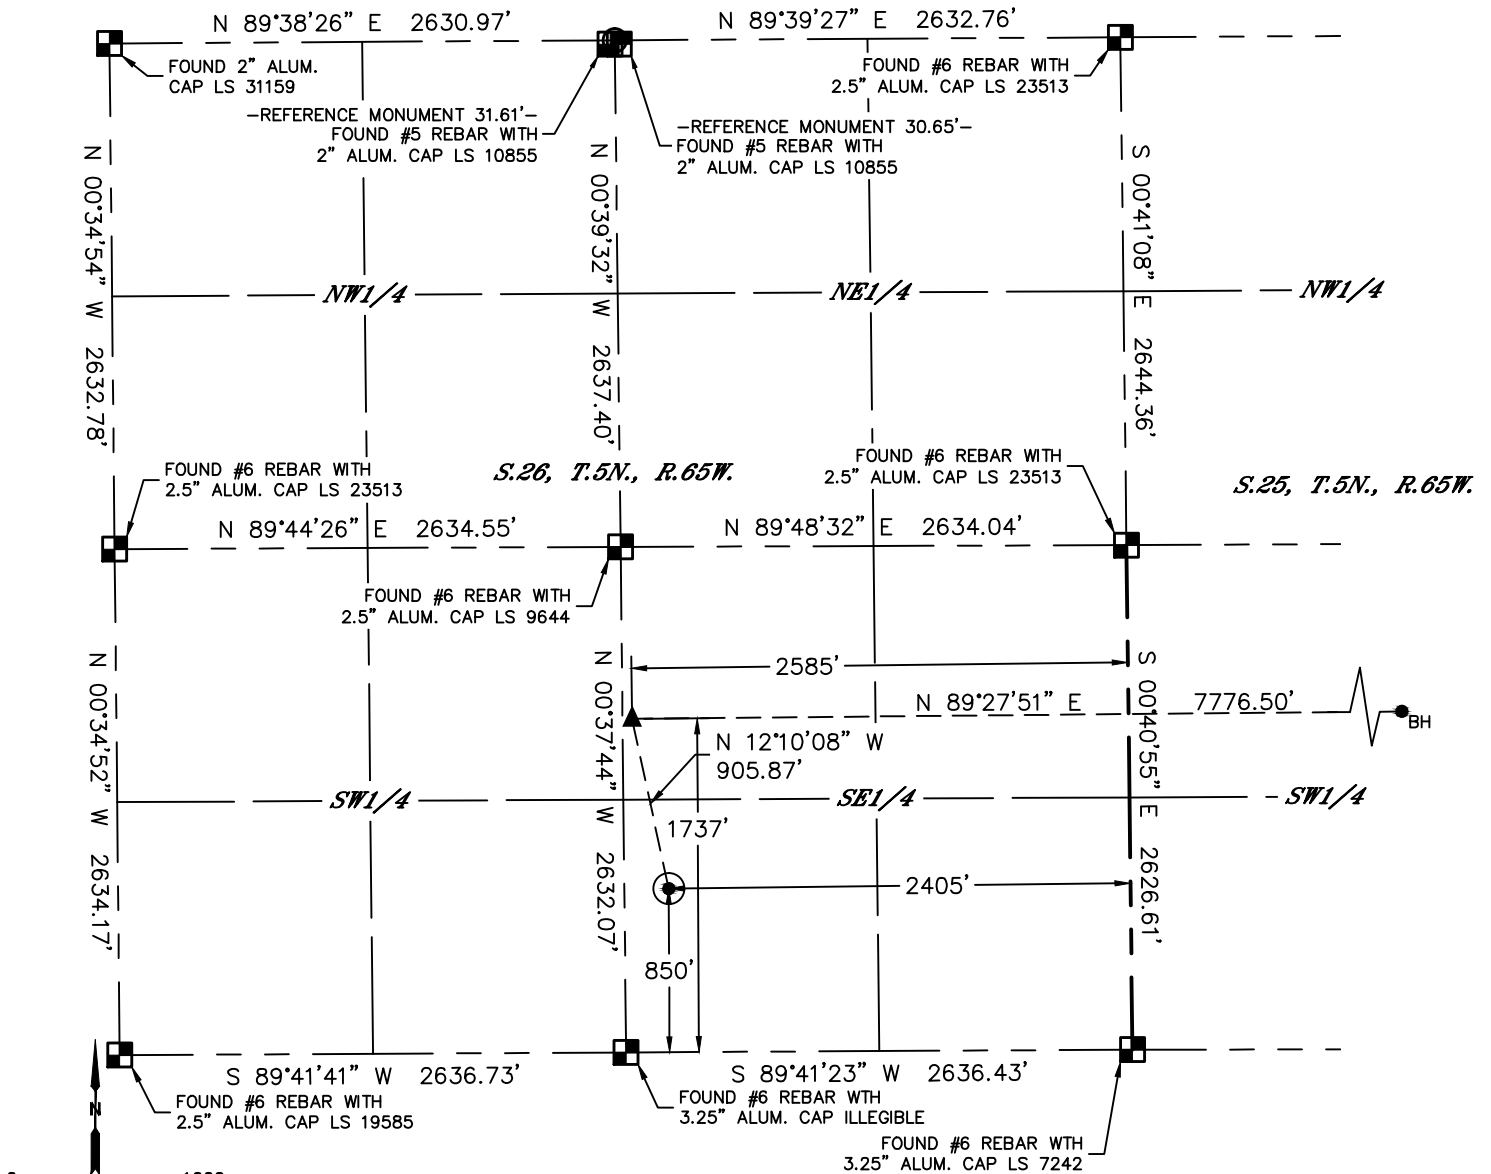 N 89°38'26" E 2630.97'
N 89°39'27" E 2632.76'
FOUND 2" ALUM.
CAP LS 31159
FOUND #6 REBAR WITH
2.5" ALUM. CAP LS 23513
-REFERENCE MONUMENT 31.61'-
FOUND #5 REBAR WITH
2" ALUM. CAP LS 10855
-REFERENCE MONUMENT 30.65'-
FOUND #5 REBAR WITH
2" ALUM. CAP LS 10855
N 00°34'54" W 2632.78'
N 00°39'32" W 2637.40'
S 00°41'08" E 2644.36'
NW1/4
NE1/4
NW1/4
FOUND #6 REBAR WITH
2.5" ALUM. CAP LS 23513
S.26, T.5N., R.65W.
FOUND #6 REBAR WITH
2.5" ALUM. CAP LS 23513
S.25, T.5N., R.65W.
N 89°44'26" E 2634.55'
N 89°48'32" E 2634.04'
FOUND #6 REBAR WITH
2.5" ALUM. CAP LS 9644
N 00°34'52" W 2634.17'
N 00°37'44" W 2632.07'
S 00°40'55" E 2626.61'
2585'
N 89°27'51" E 7776.50'
BH
N 12°10'08" W
905.87'
SW1/4
SE1/4
SW1/4
1737'
2405'
850'
S 89°41'41" W 2636.73'
S 89°41'23" W 2636.43'
FOUND #6 REBAR WITH
2.5" ALUM. CAP LS 19585
FOUND #6 REBAR WTH
3.25" ALUM. CAP ILLEGIBLE
FOUND #6 REBAR WTH
3.25" ALUM. CAP LS 7242
N